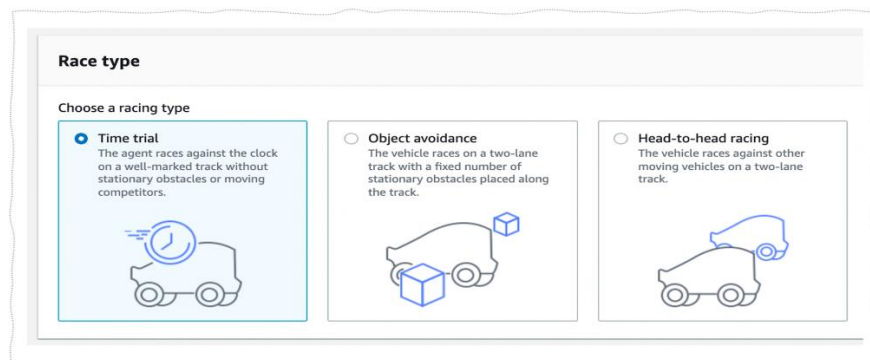 Race type
Choose a racing type
Time trial
The agent races against the clock
on a well-marked track without
stationary obstacles or moving
competitors.
Object avoidance
The vehicle races on a two-lane
track with a fixed number of
stationary obstacles placed along
the track.
Head-to-head racing
The vehicle races against other
moving vehicles on a two-lane
track.